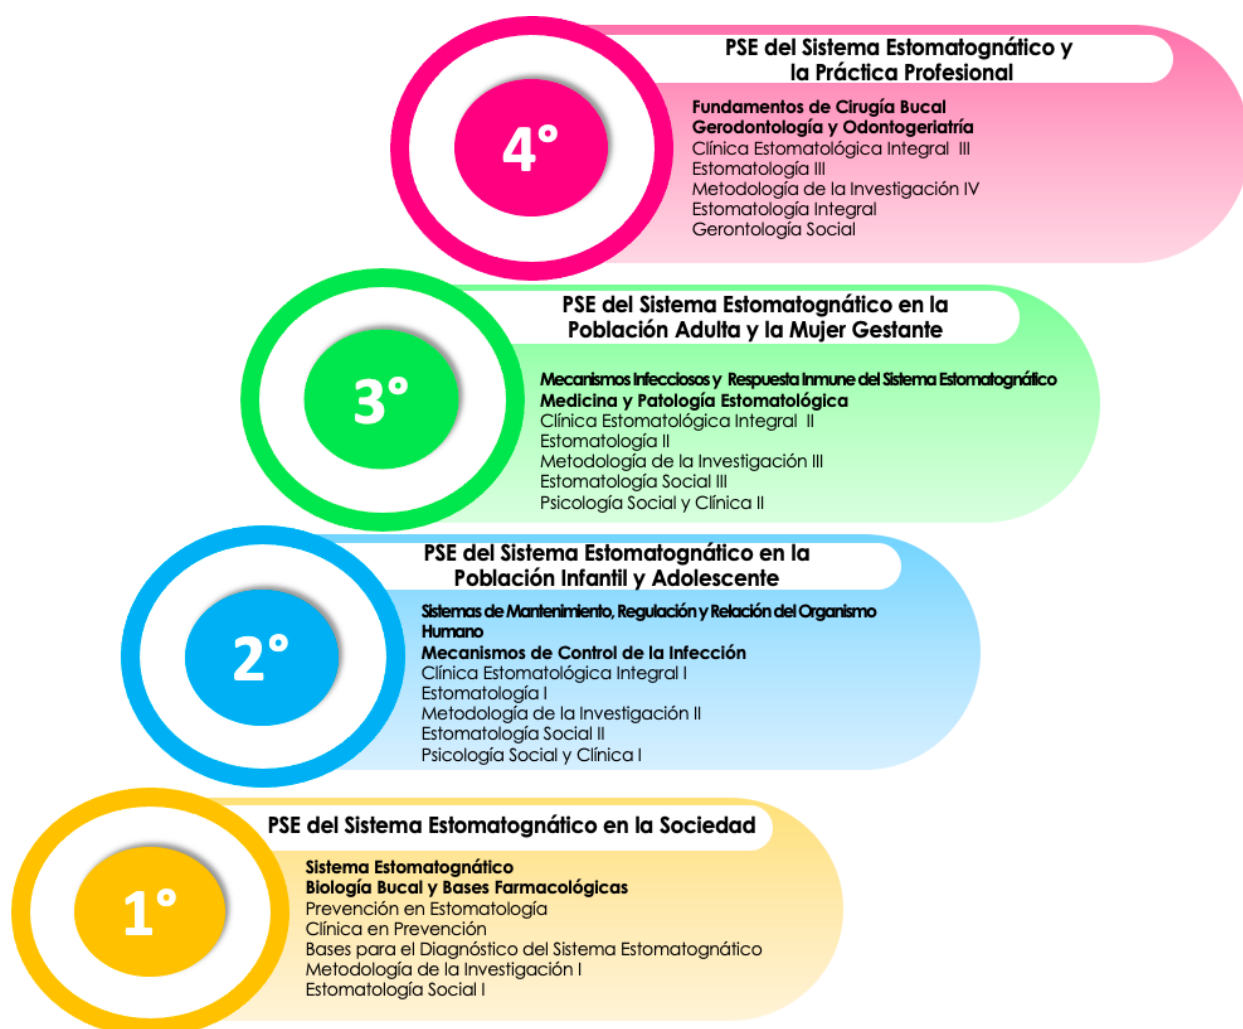 4°
PSE del Sistema Estomatognático y
la Práctica Profesional
Fundamentos de Cirugía Bucal
Gerodontología y Odontogeriatría
Clínica Estomatológica Integral III
Estomatología III
Metodología de la Investigación IV
Estomatología Integral
Gerontología Social
3°
PSE del Sistema Estomatognático en la
Población Adulta y la Mujer Gestante
Mecanismos Infecciosos y Respuesta Inmune del Sistema Estomatognático
Medicina y Patología Estomatológica
Clínica Estomatológica Integral II
Estomatología II
Metodología de la Investigación III
Estomatología Social III
Psicología Social y Clínica II
2°
PSE del Sistema Estomatognático en la
Población Infantil y Adolescente
Sistemas de Mantenimiento, Regulación y Relación del Organismo
Humano
Mecanismos de Control de la Infección
Clínica Estomatológica Integral I
Estomatología I
Metodología de la Investigación II
Estomatología Social II
Psicología Social y Clínica I
1°
PSE del Sistema Estomatognático en la Sociedad
Sistema Estomatognático
Biología Bucal y Bases Farmacológicas
Prevención en Estomatología
Clínica en Prevención
Bases para el Diagnóstico del Sistema Estomatognático
Metodología de la Investigación I
Estomatología Social I